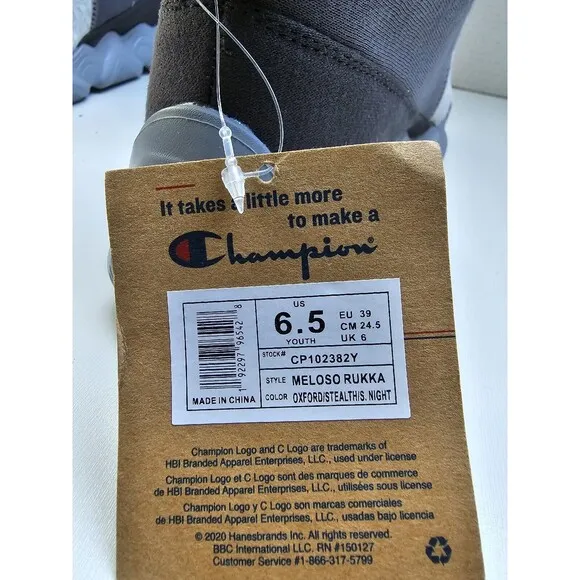 It takes a little more
to make a
Champion
US
6.5
YOUTH
EU 39
CM 24.5
UK 6
1 92297 96542 8
MADE IN CHINA
STOCK# CP102382Y
STYLE MELOSO RUKKA
COLOR OXFORD/STEALTH/S. NIGHT
Champion Logo and C Logo are trademarks of
HBI Branded Apparel Enterprises, LLC., used under license
Champion Logo et C Logo sont des marques de commerce
de HBI Branded Apparel Enterprises, LLC., utilisées sous license
Champion Logo y C Logo son marcas comerciales
de HBI Branded Apparel Enterprises, LLC., usadas bajo licencia
© 2020 Hanesbrands Inc. All rights reserved
BBC International LLC. RN #150127
Customer Service #1-866-317-5799